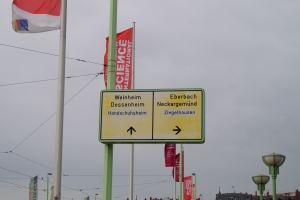 SCIENCE
Weinheim
Dossenheim
Handschuhsheim
Eberbach
Neckargemünd
Ziegelhausen